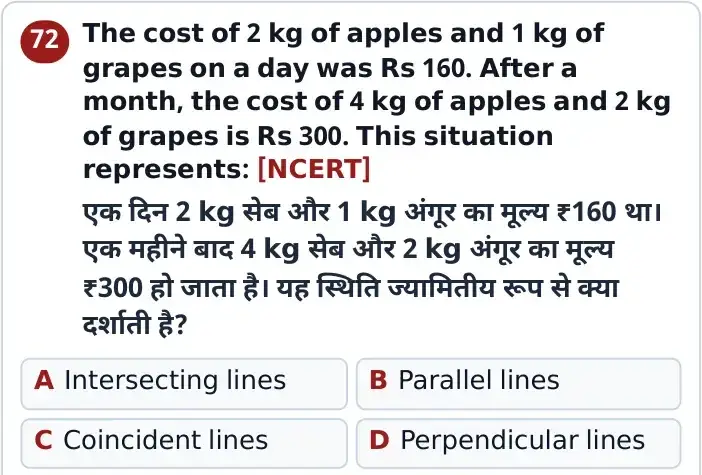 72 The cost of 2 kg of apples and 1 kg of
grapes on a day was Rs 160. After a
month, the cost of 4 kg of apples and 2 kg
of grapes is Rs 300. This situation
represents: [NCERT]
एक दिन 2 kg सेब और 1 kg अंगूर का मूल्य ₹160 था।
एक महीने बाद 4 kg सेब और 2 kg अंगूर का मूल्य
₹300 हो जाता है। यह स्थिति ज्यामितीय रूप से क्या
दर्शाती है?
A Intersecting lines
B Parallel lines
C Coincident lines
D Perpendicular lines